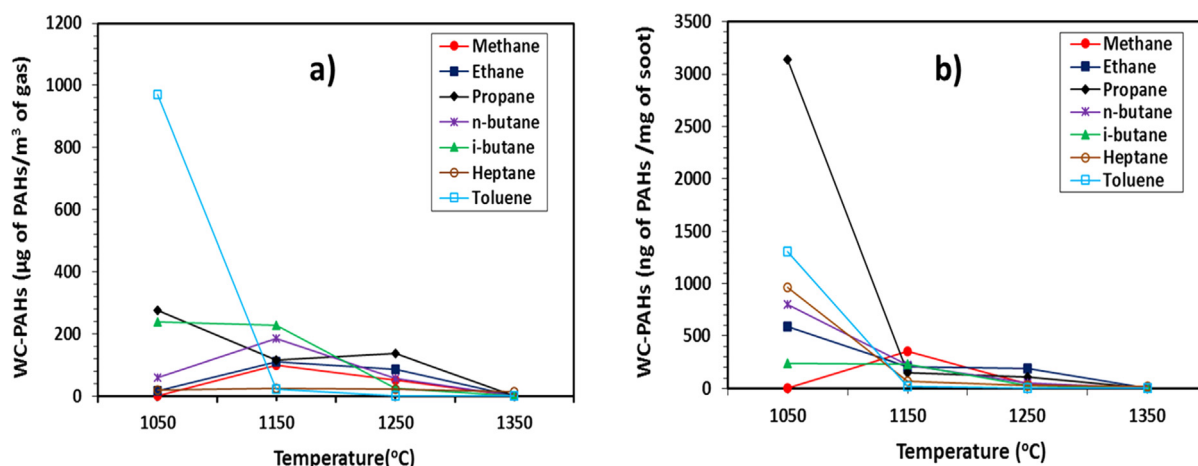 WC-PAHs (µg of PAHs/m³ of gas)
1200
1000
800
600
400
200
0
a)
Methane
Ethane
Propane
n-butane
i-butane
Heptane
Toluene
1050 1150 1250 1350
Temperature(°C)
WC-PAHs (ng of PAHs /mg of soot)
3500
3000
2500
2000
1500
1000
500
0
b)
Methane
Ethane
Propane
n-butane
i-butane
Heptane
Toluene
1050 1150 1250 1350
Temperature (°C)